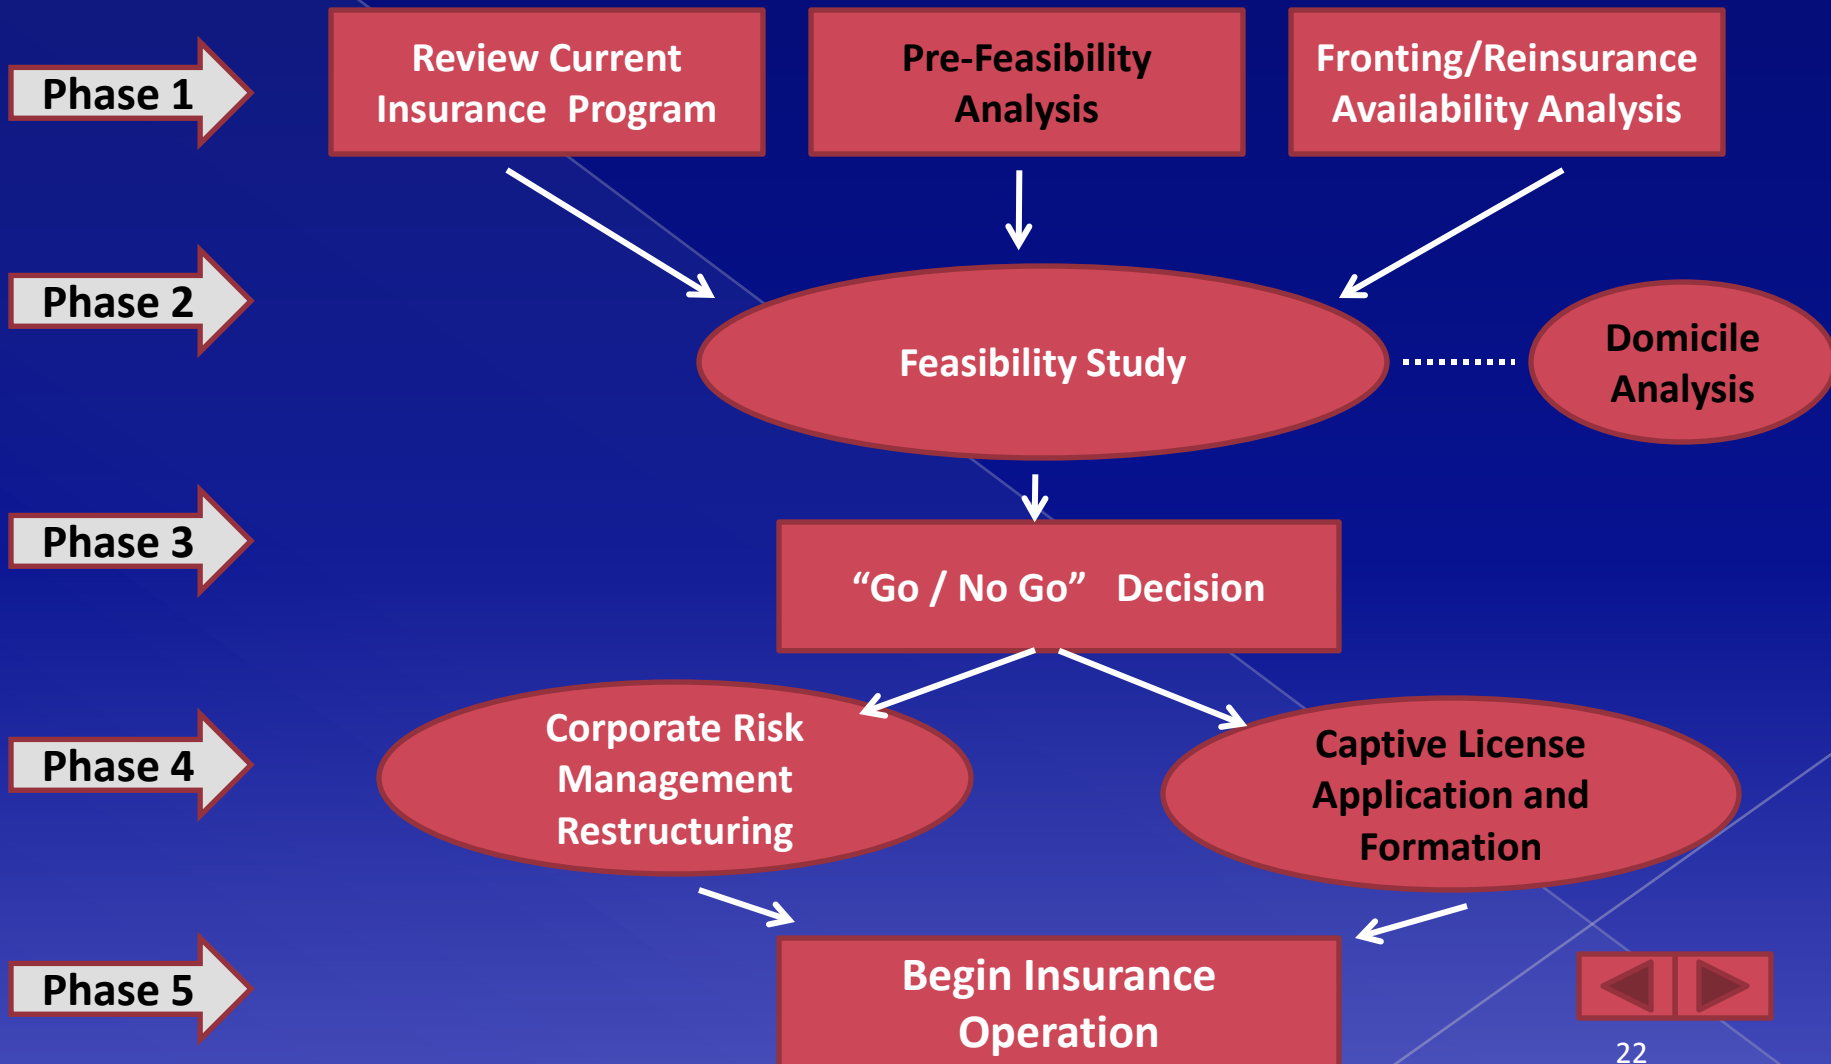 Phase 1
Review Current
Insurance  Program
Pre-Feasibility
Analysis
Fronting/Reinsurance
Availability Analysis
Phase 2
Feasibility Study
Domicile
Analysis
Phase 3
“Go / No Go”   Decision
Phase 4
Corporate Risk
Management
Restructuring
Captive License
Application and
Formation
Phase 5
Begin Insurance
Operation
22